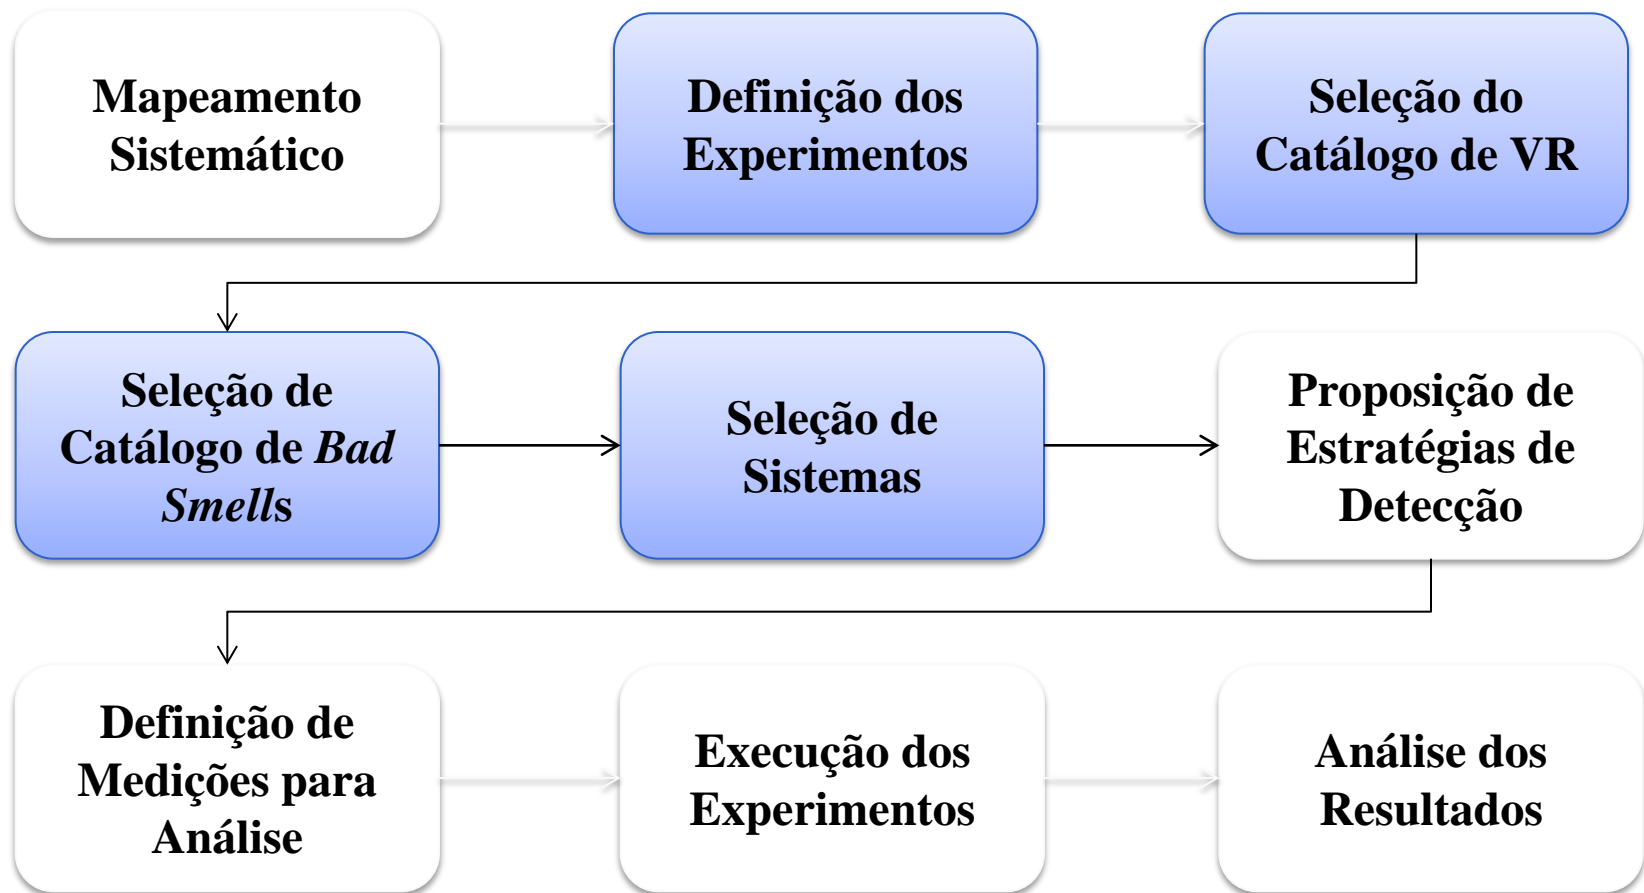 Mapeamento
Sistemático
Definição dos
Experimentos
Seleção do
Catálogo de VR
Seleção de
Catálogo de Bad
Smells
Seleção de
Sistemas
Proposição de
Estratégias de
Detecção
Definição de
Medições para
Análise
Execução dos
Experimentos
Análise dos
Resultados